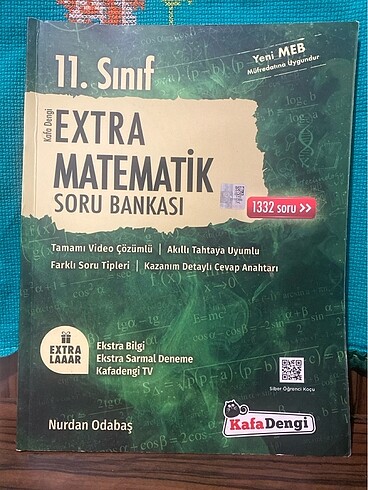 11. Sınıf
Yeni MEB
Müfredatına Uygundur
Kafa Dengi
EXTRA
MATEMATİK
SORU BANKASI
1332 soru >>
Tamamı Video Çözümlü | Akıllı Tahtaya Uyumlu
Farklı Soru Tipleri | Kazanım Detaylı Cevap Anahtarı
EXTRA
LAAAR
Ekstra Bilgi
Ekstra Sarmal Deneme
Kafadengi TV
Siber Öğrenci Koçu
Nurdan Odabaş
KafaDengi